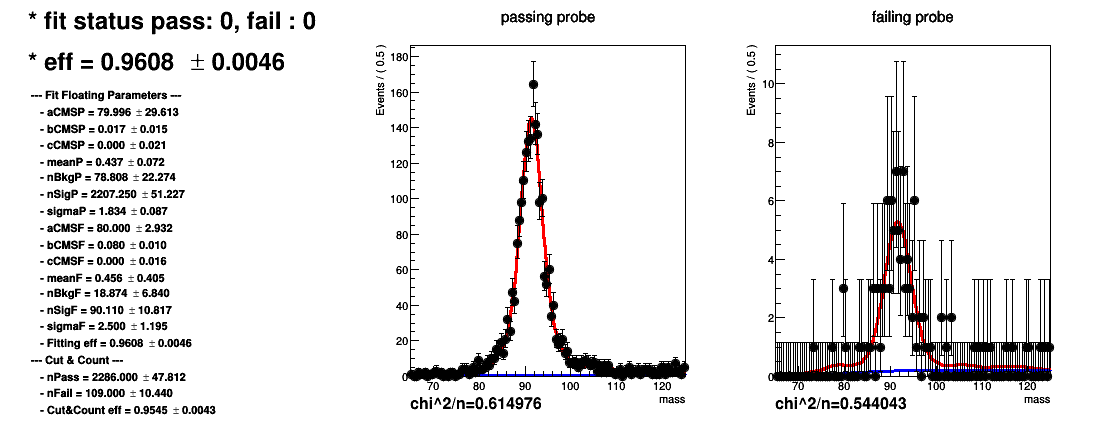 * fit status pass: 0, fail : 0
* eff = 0.9608 ± 0.0046
--- Fit Floating Parameters ---
- aCMSP = 79.996 ± 29.613
- bCMSP = 0.017 ± 0.015
- cCMSP = 0.000 ± 0.021
- meanP = 0.437 ± 0.072
- nBkgP = 78.808 ± 22.274
- nSigP = 2207.250 ± 51.227
- sigmaP = 1.834 ± 0.087
- aCMSF = 80.000 ± 2.932
- bCMSF = 0.080 ± 0.010
- cCMSF = 0.000 ± 0.016
- meanF = 0.456 ± 0.405
- nBkgF = 18.874 ± 6.840
- nSigF = 90.110 ± 10.817
- sigmaF = 2.500 ± 1.195
- Fitting eff = 0.9608 ± 0.0046
--- Cut & Count ---
- nPass = 2286.000 ± 47.812
- nFail = 109.000 ± 10.440
- Cut&Count eff = 0.9545 ± 0.0043
passing probe
Events / ( 0.5 )
180
160
140
120
100
80
60
40
20
0
70 80 90 100 110 120
mass
chi^2/n=0.614976
failing probe
Events / ( 0.5 )
10
8
6
4
2
0
70 80 90 100 110 120
mass
chi^2/n=0.544043